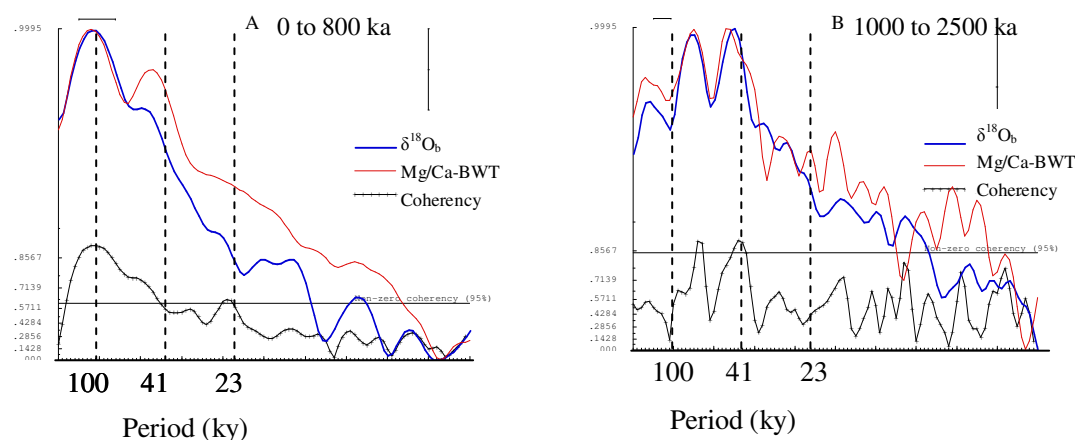 A 0 to 800 ka
.9995
δ¹⁸Oᵦ
Mg/Ca-BWT
Coherency
.8567
.7139
Non-zero coherency (95%)
.5711
.4284
.2856
.1428
.000
100 41 23
Period (ky)
B 1000 to 2500 ka
.9995
δ¹⁸Oᵦ
Mg/Ca-BWT
Coherency
.8567
Non-zero coherency (95%)
.7139
.5711
.4284
.2856
.1428
.000
100 41 23
Period (ky)